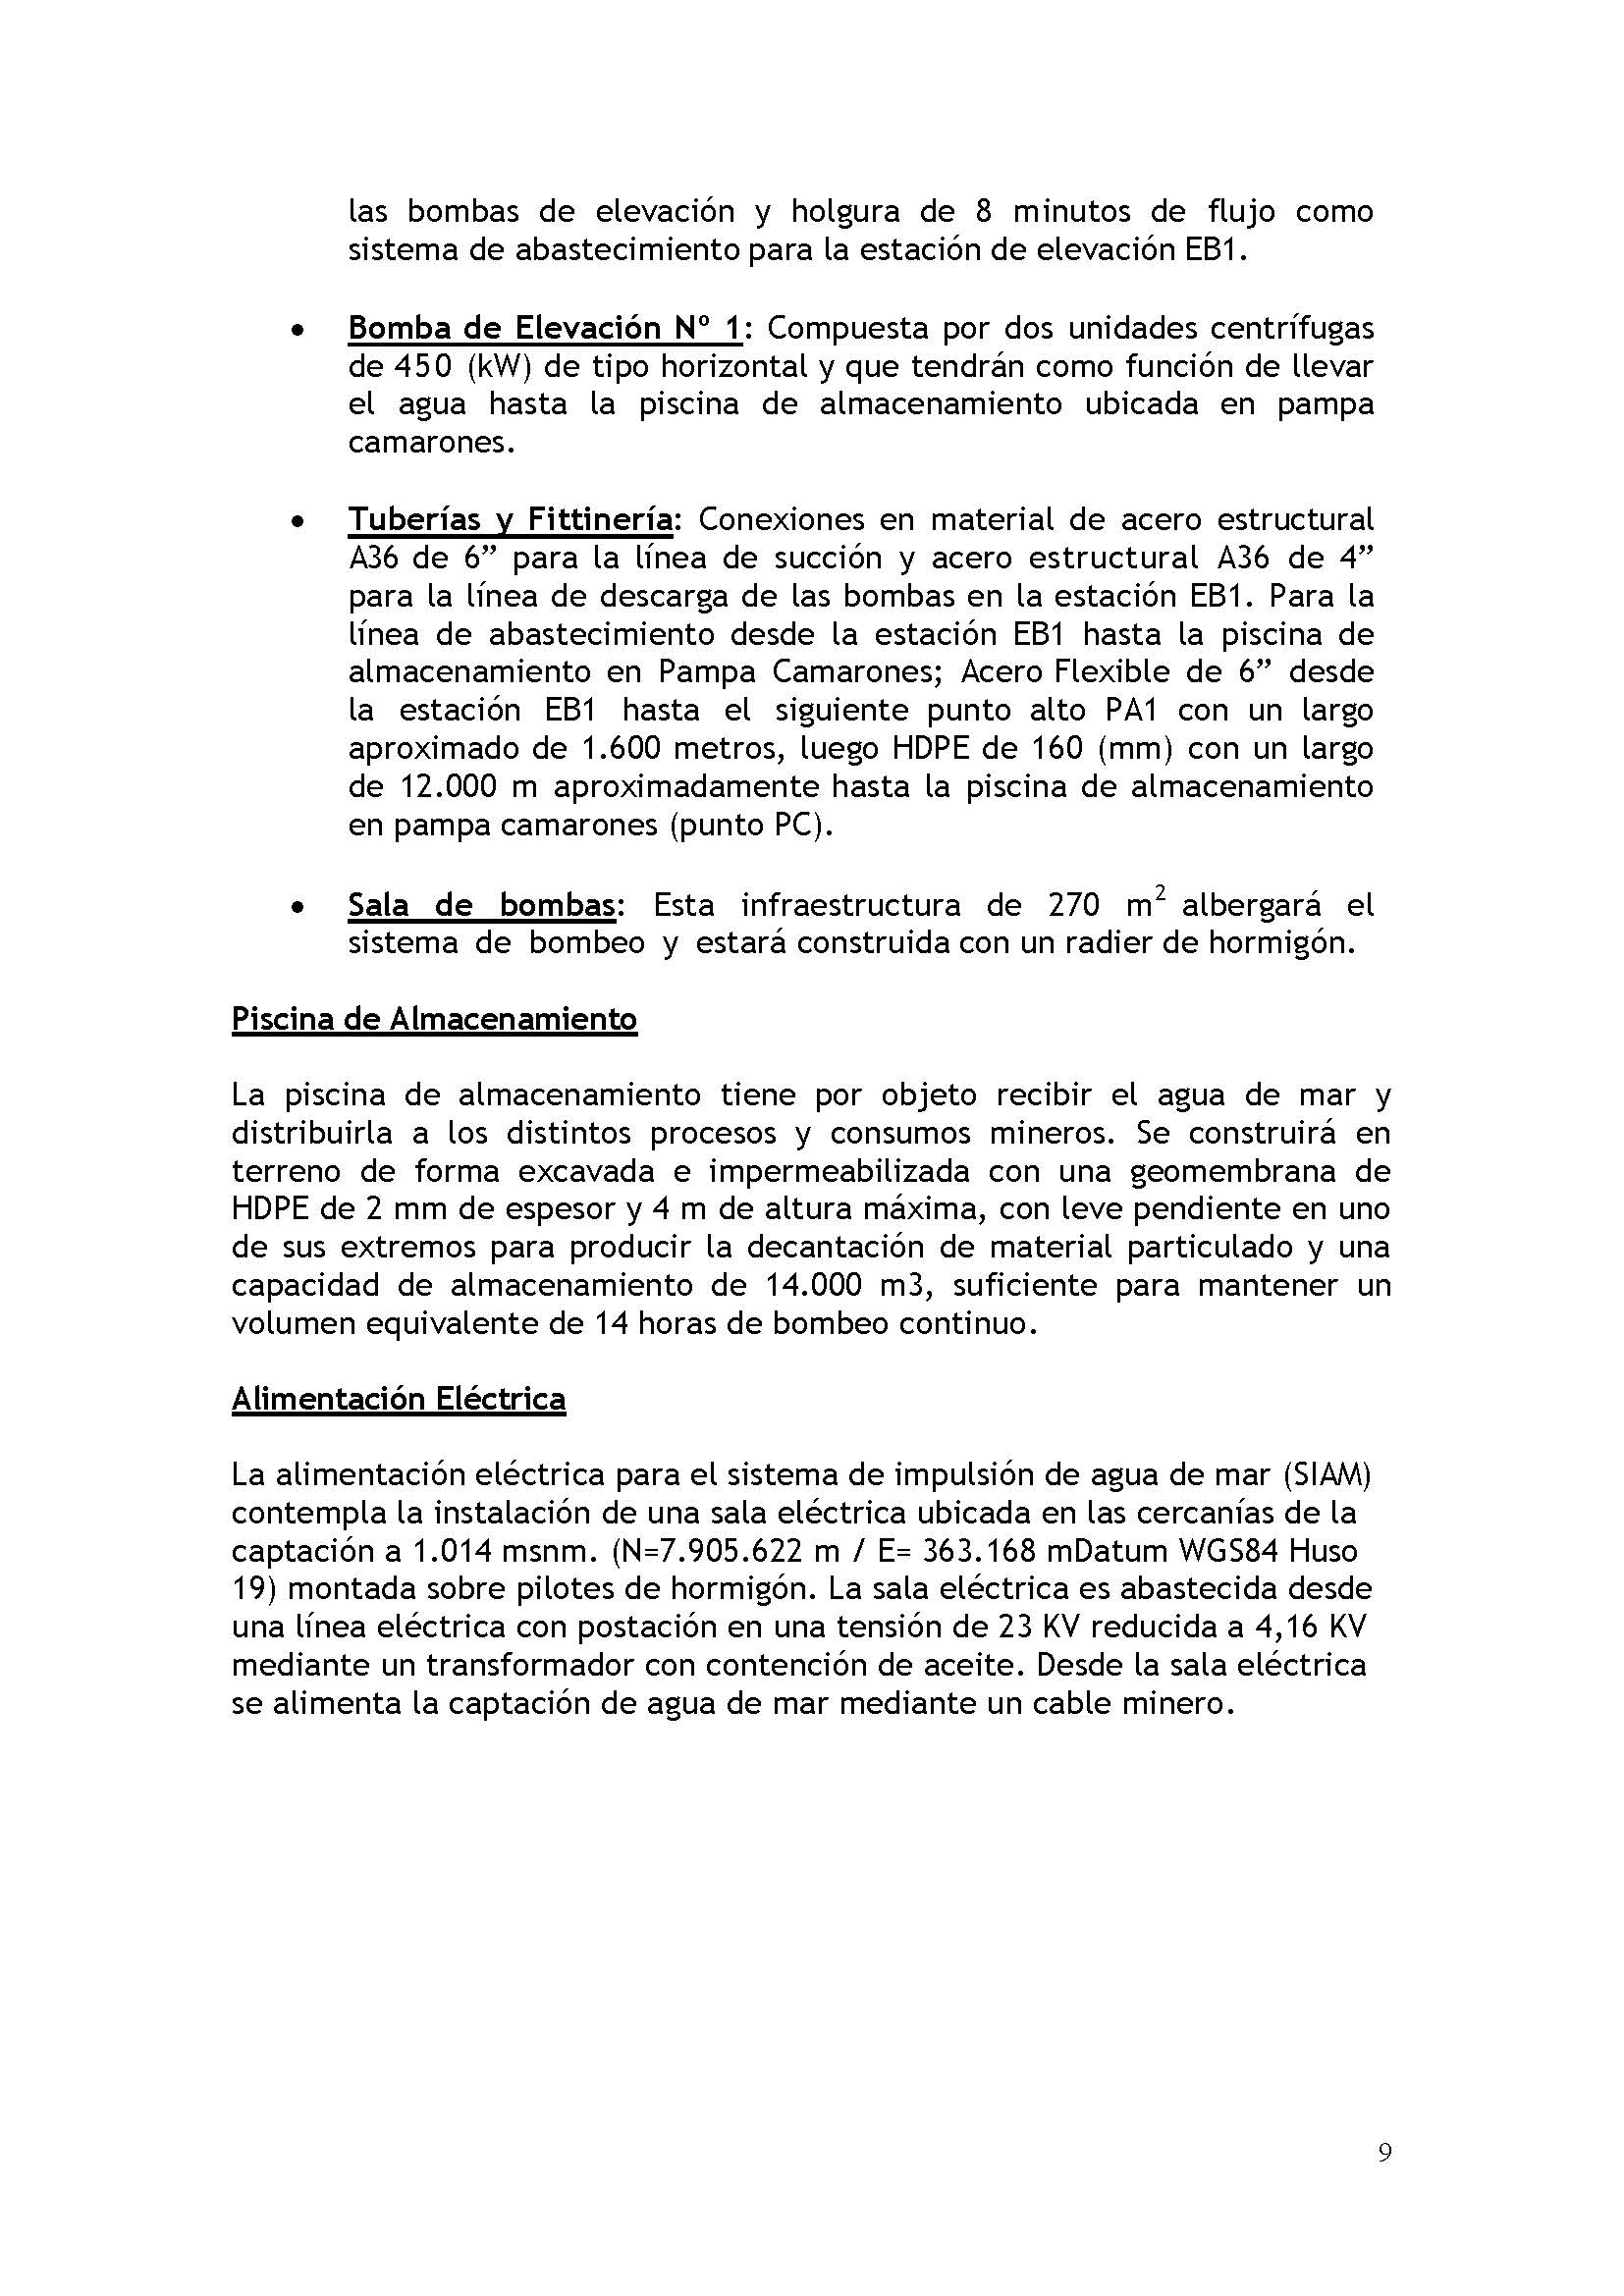 las bombas de elevación y holgura de 8 minutos de flujo como
sistema de abastecimiento para la estación de elevación EB1.
• Bomba de Elevación Nº 1: Compuesta por dos unidades centrífugas
de 450 (kW) de tipo horizontal y que tendrán como función de llevar
el agua hasta la piscina de almacenamiento ubicada en pampa
camarones.
• Tuberías y Fittinería: Conexiones en material de acero estructural
A36 de 6” para la línea de succión y acero estructural A36 de 4”
para la línea de descarga de las bombas en la estación EB1. Para la
línea de abastecimiento desde la estación EB1 hasta la piscina de
almacenamiento en Pampa Camarones; Acero Flexible de 6” desde
la estación EB1 hasta el siguiente punto alto PA1 con un largo
aproximado de 1.600 metros, luego HDPE de 160 (mm) con un largo
de 12.000 m aproximadamente hasta la piscina de almacenamiento
en pampa camarones (punto PC).
• Sala de bombas: Esta infraestructura de 270 m² albergará el
sistema de bombeo y estará construida con un radier de hormigón.
Piscina de Almacenamiento
La piscina de almacenamiento tiene por objeto recibir el agua de mar y
distribuirla a los distintos procesos y consumos mineros. Se construirá en
terreno de forma excavada e impermeabilizada con una geomembrana de
HDPE de 2 mm de espesor y 4 m de altura máxima, con leve pendiente en uno
de sus extremos para producir la decantación de material particulado y una
capacidad de almacenamiento de 14.000 m3, suficiente para mantener un
volumen equivalente de 14 horas de bombeo continuo.
Alimentación Eléctrica
La alimentación eléctrica para el sistema de impulsión de agua de mar (SIAM)
contempla la instalación de una sala eléctrica ubicada en las cercanías de la
captación a 1.014 msnm. (N=7.905.622 m / E= 363.168 mDatum WGS84 Huso
19) montada sobre pilotes de hormigón. La sala eléctrica es abastecida desde
una línea eléctrica con postación en una tensión de 23 KV reducida a 4,16 KV
mediante un transformador con contención de aceite. Desde la sala eléctrica
se alimenta la captación de agua de mar mediante un cable minero.
9